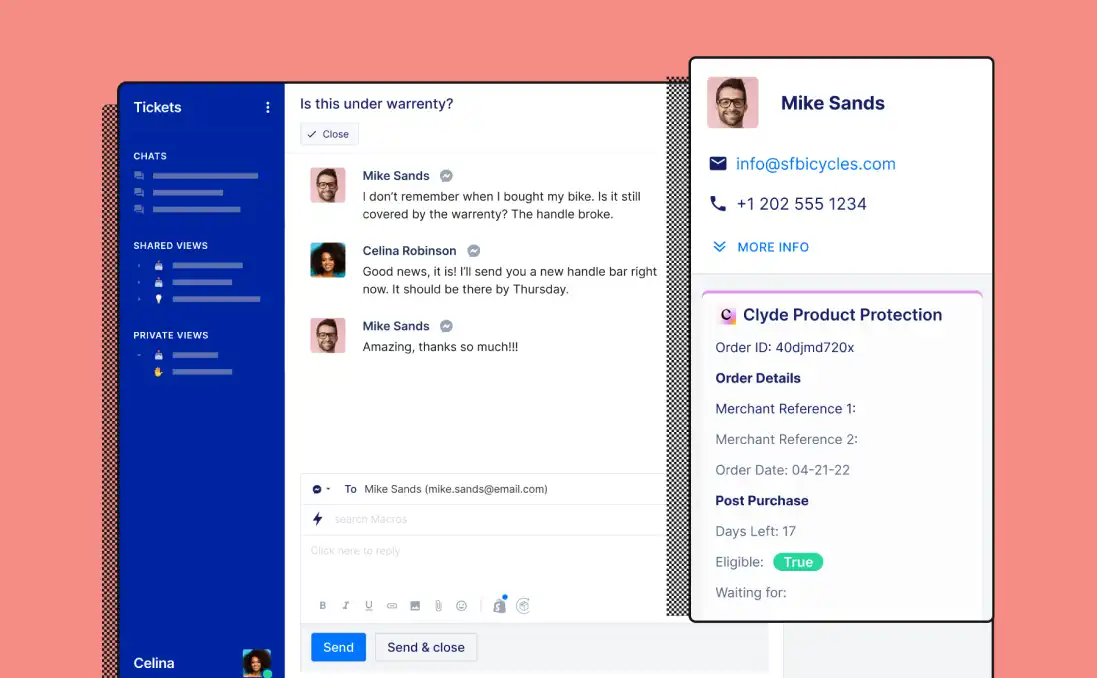 Tickets
CHATS
SHARED VIEWS
PRIVATE VIEWS
Celina
Is this under warrenty?
Close
Mike Sands
I don't remember when I bought my bike. Is it still
covered by the warrenty? The handle broke.
Celina Robinson
Good news, it is! I'll send you a new handle bar right
now. It should be there by Thursday.
Mike Sands
Amazing, thanks so much!!!
To Mike Sands (mike.sands@email.com)
search Macros
Click here to reply
B I U
Send
Send & close
Mike Sands
info@sfbicycles.com
+1 202 555 1234
MORE INFO
C Clyde Product Protection
Order ID: 40djmd720x
Order Details
Merchant Reference 1:
Merchant Reference 2:
Order Date: 04-21-22
Post Purchase
Days Left: 17
Eligible: True
Waiting for: